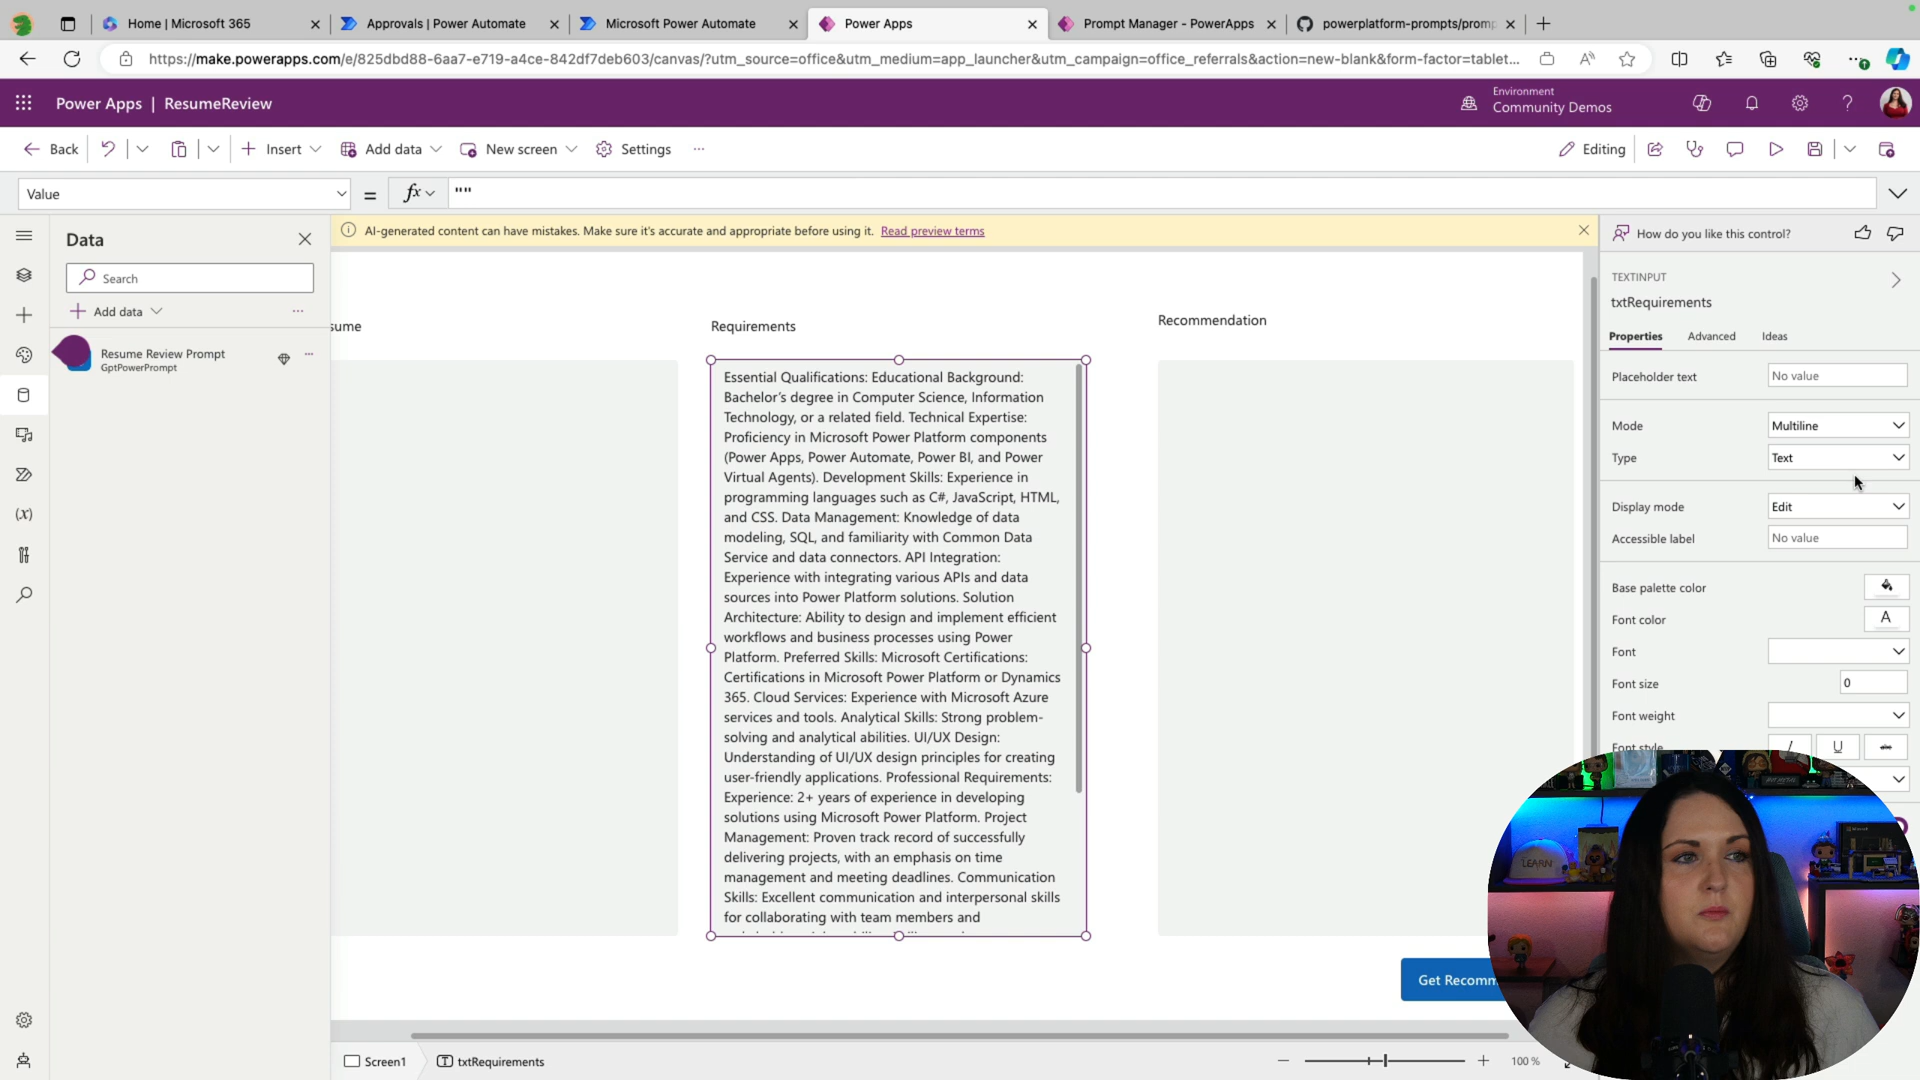 Home | Microsoft 365
Approvals | Power Automate
Microsoft Power Automate
Power Apps
Prompt Manager - PowerApps
powerplatform-prompts/promp
https://make.powerapps.com/e/825dbd88-6aa7-e719-a4ce-842df7deb603/canvas/?utm_source=office&utm_medium=app_launcher&utm_campaign=office_referrals&action=new-blank&form-factor=tablet...
Power Apps | ResumeReview
Environment
Community Demos
Back
Insert
Add data
New screen
Settings
Editing
Value
= fx ""
Data
Search
Add data
Resume Review Prompt
GptPowerPrompt
AI-generated content can have mistakes. Make sure it's accurate and appropriate before using it. Read preview terms
sume
Requirements
Recommendation
Essential Qualifications: Educational Background:
Bachelor's degree in Computer Science, Information
Technology, or a related field. Technical Expertise:
Proficiency in Microsoft Power Platform components
(Power Apps, Power Automate, Power BI, and Power
Virtual Agents). Development Skills: Experience in
programming languages such as C#, JavaScript, HTML,
and CSS. Data Management: Knowledge of data
modeling, SQL, and familiarity with Common Data
Service and data connectors. API Integration:
Experience with integrating various APIs and data
sources into Power Platform solutions. Solution
Architecture: Ability to design and implement efficient
workflows and business processes using Power
Platform. Preferred Skills: Microsoft Certifications:
Certifications in Microsoft Power Platform or Dynamics
365. Cloud Services: Experience with Microsoft Azure
services and tools. Analytical Skills: Strong problem-
solving and analytical abilities. UI/UX Design:
Understanding of UI/UX design principles for creating
user-friendly applications. Professional Requirements:
Experience: 2+ years of experience in developing
solutions using Microsoft Power Platform. Project
Management: Proven track record of successfully
delivering projects, with an emphasis on time
management and meeting deadlines. Communication
Skills: Excellent communication and interpersonal skills
for collaborating with team members and
Get Recomm
How do you like this control?
TEXTINPUT
txtRequirements
Properties
Advanced
Ideas
Placeholder text
No value
Mode
Multiline
Type
Text
Display mode
Edit
Accessible label
No value
Base palette color
Font color
A
Font
Font size
0
Font weight
Font style
/ U abc
LEARN
Screen1
txtRequirements
100 %